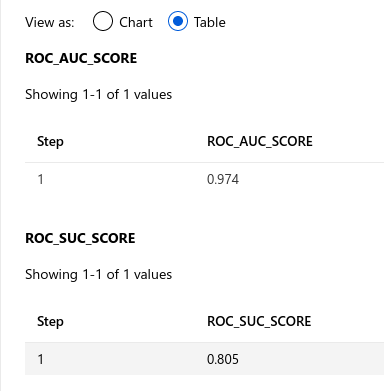 View as: Chart Table
ROC_AUC_SCORE
Showing 1-1 of 1 values
Step ROC_AUC_SCORE
1 0.974
ROC_SUC_SCORE
Showing 1-1 of 1 values
Step ROC_SUC_SCORE
1 0.805